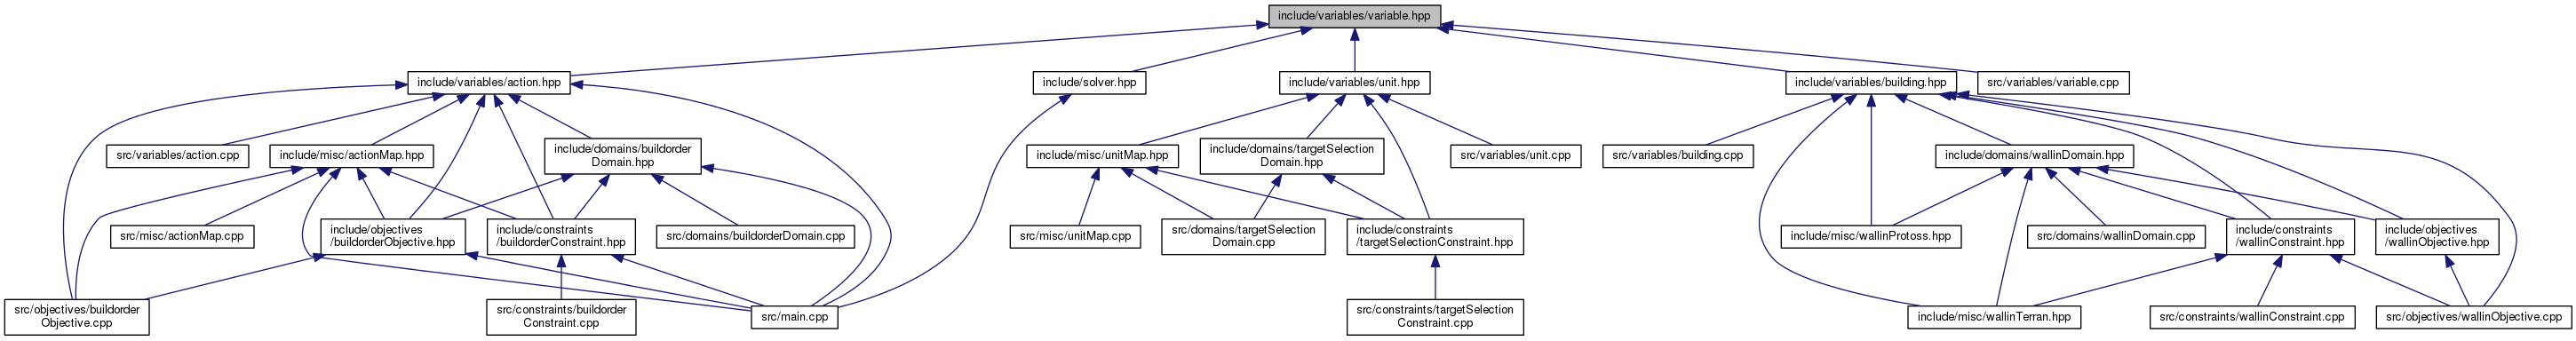 include/variables/variable.hpp
include/variables/action.hpp
include/solver.hpp
include/variables/unit.hpp
include/variables/building.hpp
src/variables/variable.cpp
src/variables/action.cpp
include/misc/actionMap.hpp
include/domains/buildorder
Domain.hpp
include/misc/unitMap.hpp
include/domains/targetSelection
Domain.hpp
src/variables/unit.cpp
src/variables/building.cpp
include/domains/wallinDomain.hpp
src/misc/actionMap.cpp
include/objectives
/buildorderObjective.hpp
include/constraints
/buildorderConstraint.hpp
src/domains/buildorderDomain.cpp
src/misc/unitMap.cpp
src/domains/targetSelection
Domain.cpp
include/constraints
/targetSelectionConstraint.hpp
include/misc/wallinProtoss.hpp
src/domains/wallinDomain.cpp
include/constraints
/wallinConstraint.hpp
include/objectives
/wallinObjective.hpp
src/objectives/buildorder
Objective.cpp
src/constraints/buildorder
Constraint.cpp
src/main.cpp
src/constraints/targetSelection
Constraint.cpp
include/misc/wallinTerran.hpp
src/constraints/wallinConstraint.cpp
src/objectives/wallinObjective.cpp